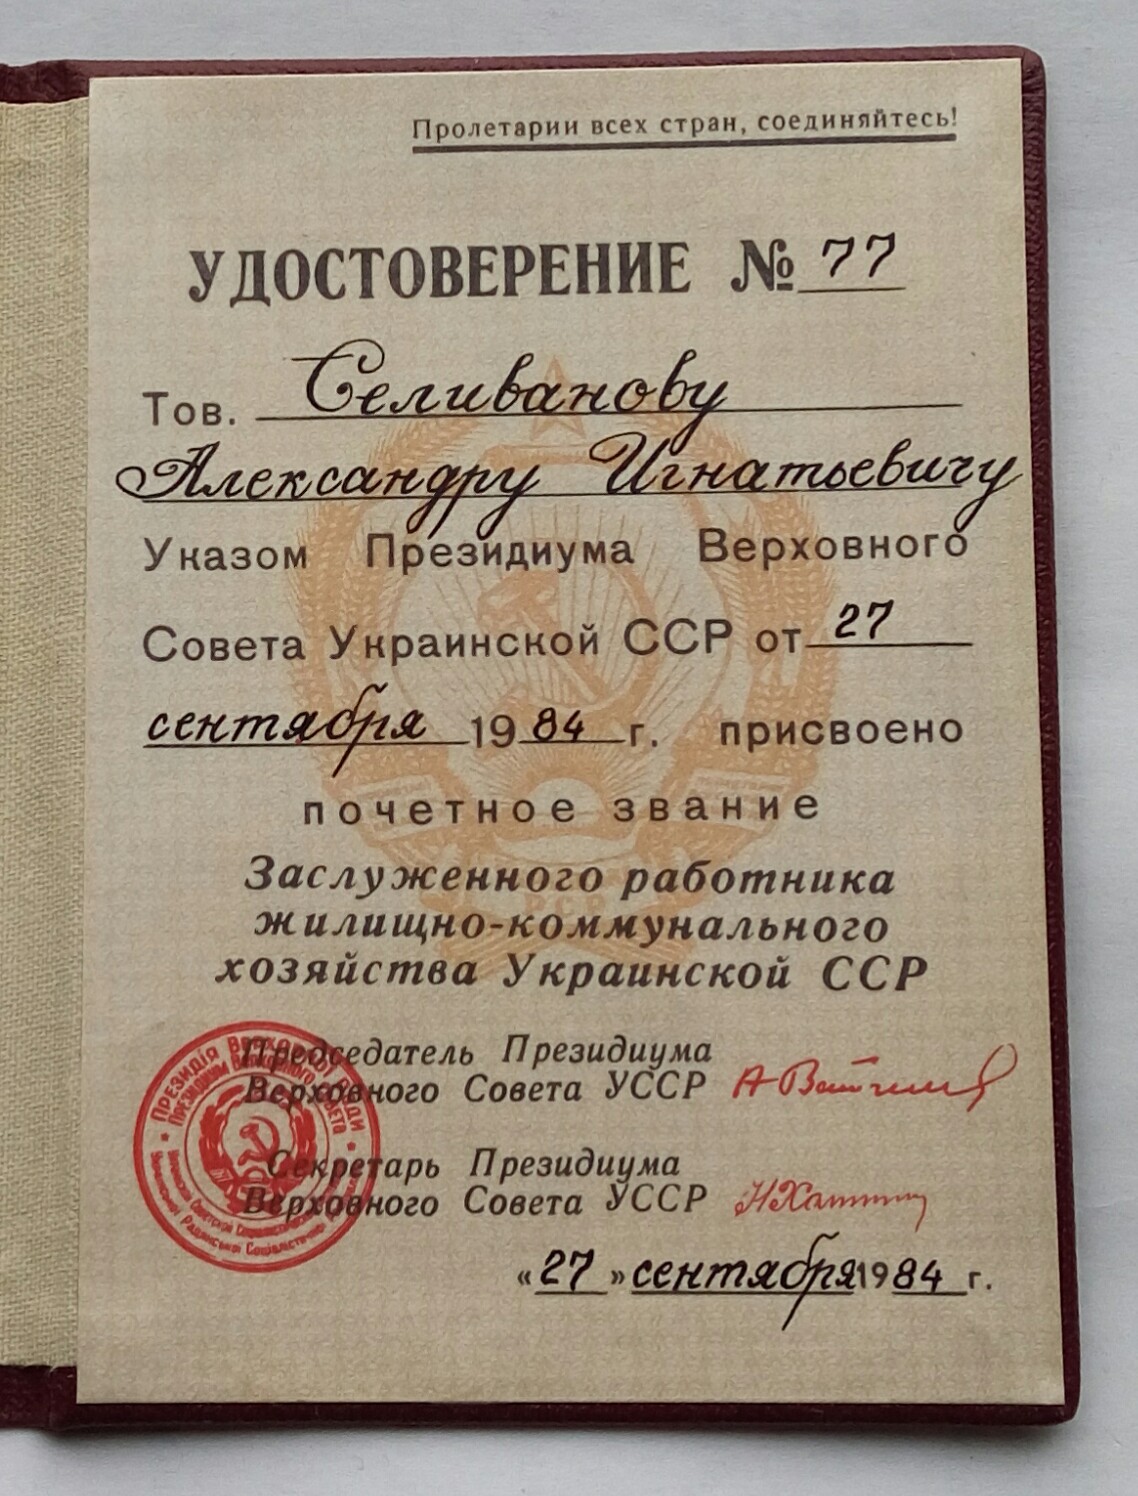 Пролетарии всех стран, соединяйтесь!
УДОСТОВЕРЕНИЕ № 77
Тов. Селиванову
Александру Игнатьевичу
Указом Президиума Верховного
Совета Украинской ССР от 27
сентября 1984 г. присвоено
почетное звание
Заслуженного работника
жилищно-коммунального
хозяйства Украинской ССР
Председатель Президиума
Верховного Совета УССР
Секретарь Президиума
Верховного Совета УССР
«27» сентября 1984 г.